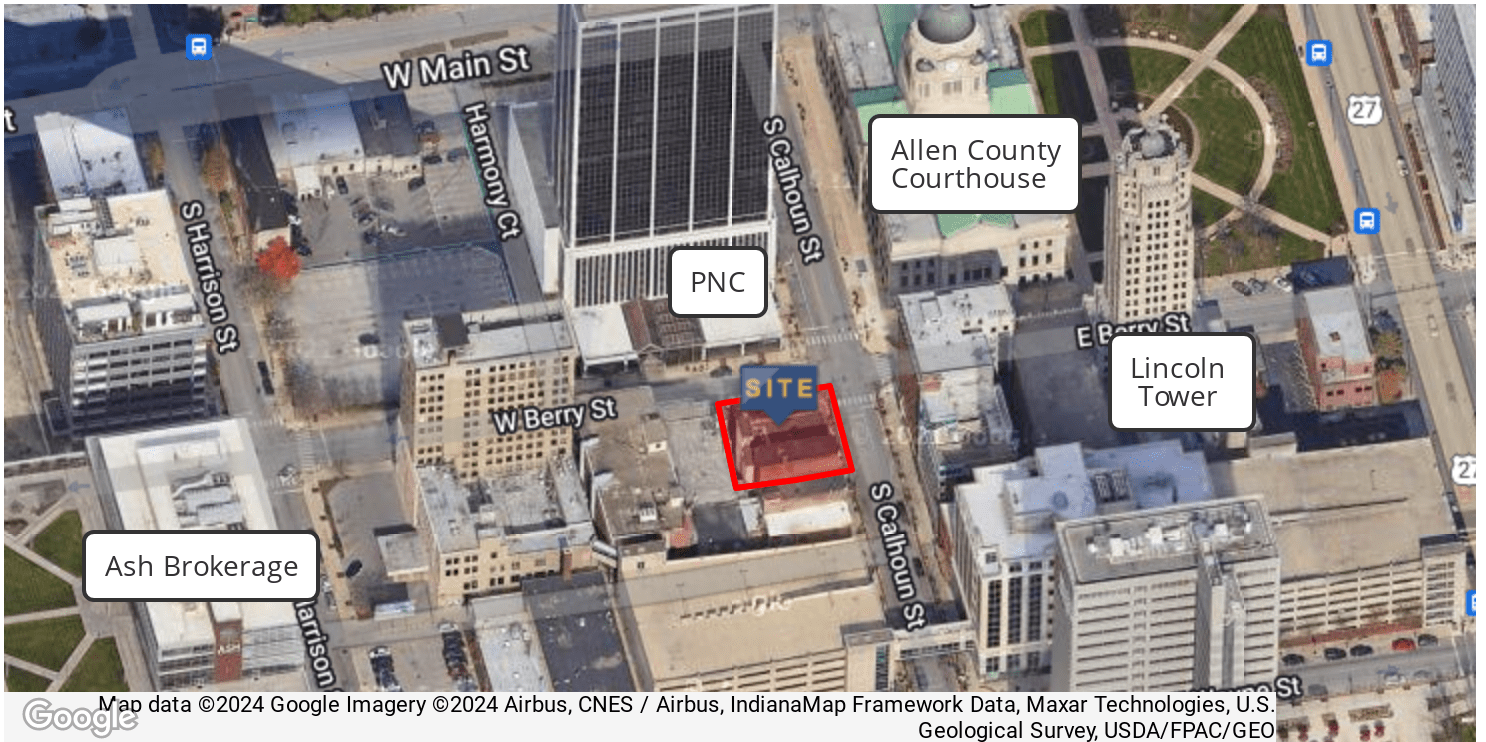 W Main St
27
Harmony Ct
S Calhoun St
Allen County
Courthouse
S Harrison St
PNC
E Berry St
Lincoln
Tower
SITE
W Berry St
27
S Calhoun St
Ash Brokerage
ASH
Harrison
Map data ©2024 Google Imagery ©2024 Airbus, CNES / Airbus, IndianaMap Framework Data, Maxar Technologies, U.S.
Geological Survey, USDA/FPAC/GEO
Google